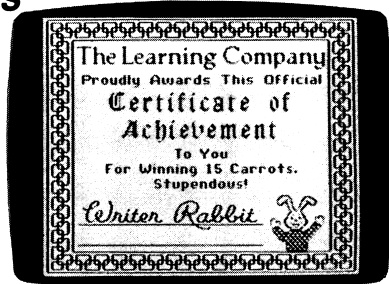 s
The Learning Company
Proudly Awards This Official
Certificate of
Achievement
To You
For Winning 15 Carrots.
Stupendous!
Writer Rabbit